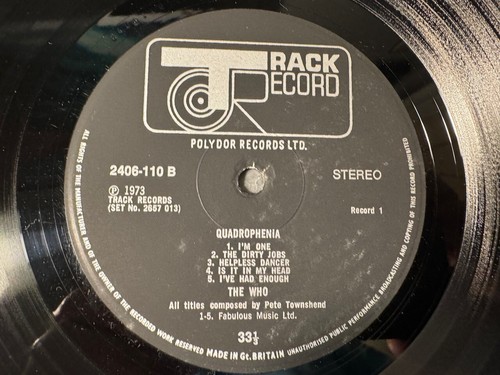 TRACK
RECORD
POLYDOR RECORDS LTD.
2406-110 B
STEREO
Ⓟ 1973
TRACK RECORDS
(SET No. 2657 013)
Record 1
QUADROPHENIA
1. I'M ONE
2. THE DIRTY JOBS
3. HELPLESS DANCER
4. IS IT IN MY HEAD
5. I'VE HAD ENOUGH
THE WHO
All titles composed by Pete Townshend
1-5. Fabulous Music Ltd.
33⅓
ALL RIGHTS OF THE MANUFACTURER AND OF THE OWNER OF THE RECORDED WORK RESERVED MADE IN Gt. BRITAIN UNAUTHORISED PUBLIC PERFORMANCE BROADCASTING AND COPYING OF THIS RECORD PROHIBITED